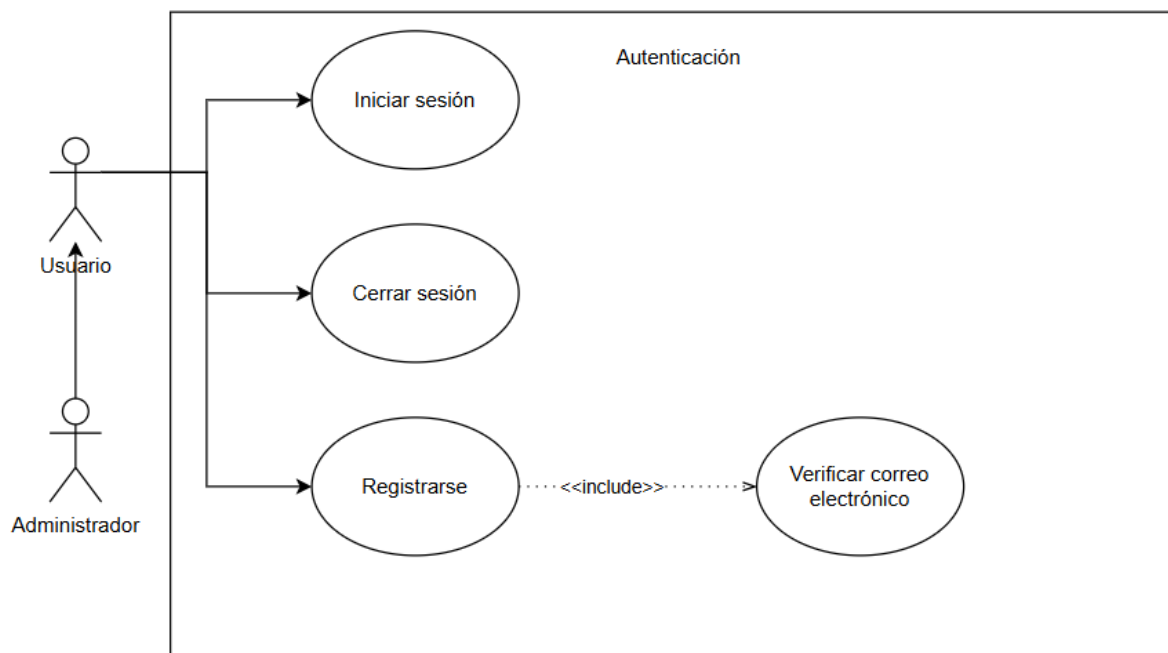 Autenticación
Iniciar sesión
Usuario
Cerrar sesión
Registrarse
<<include>>
Verificar correo
electrónico
Administrador